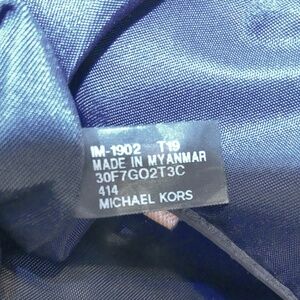 IM-1902 T19
MADE IN MYANMAR
30F7GO2T3C
414
MICHAEL KORS